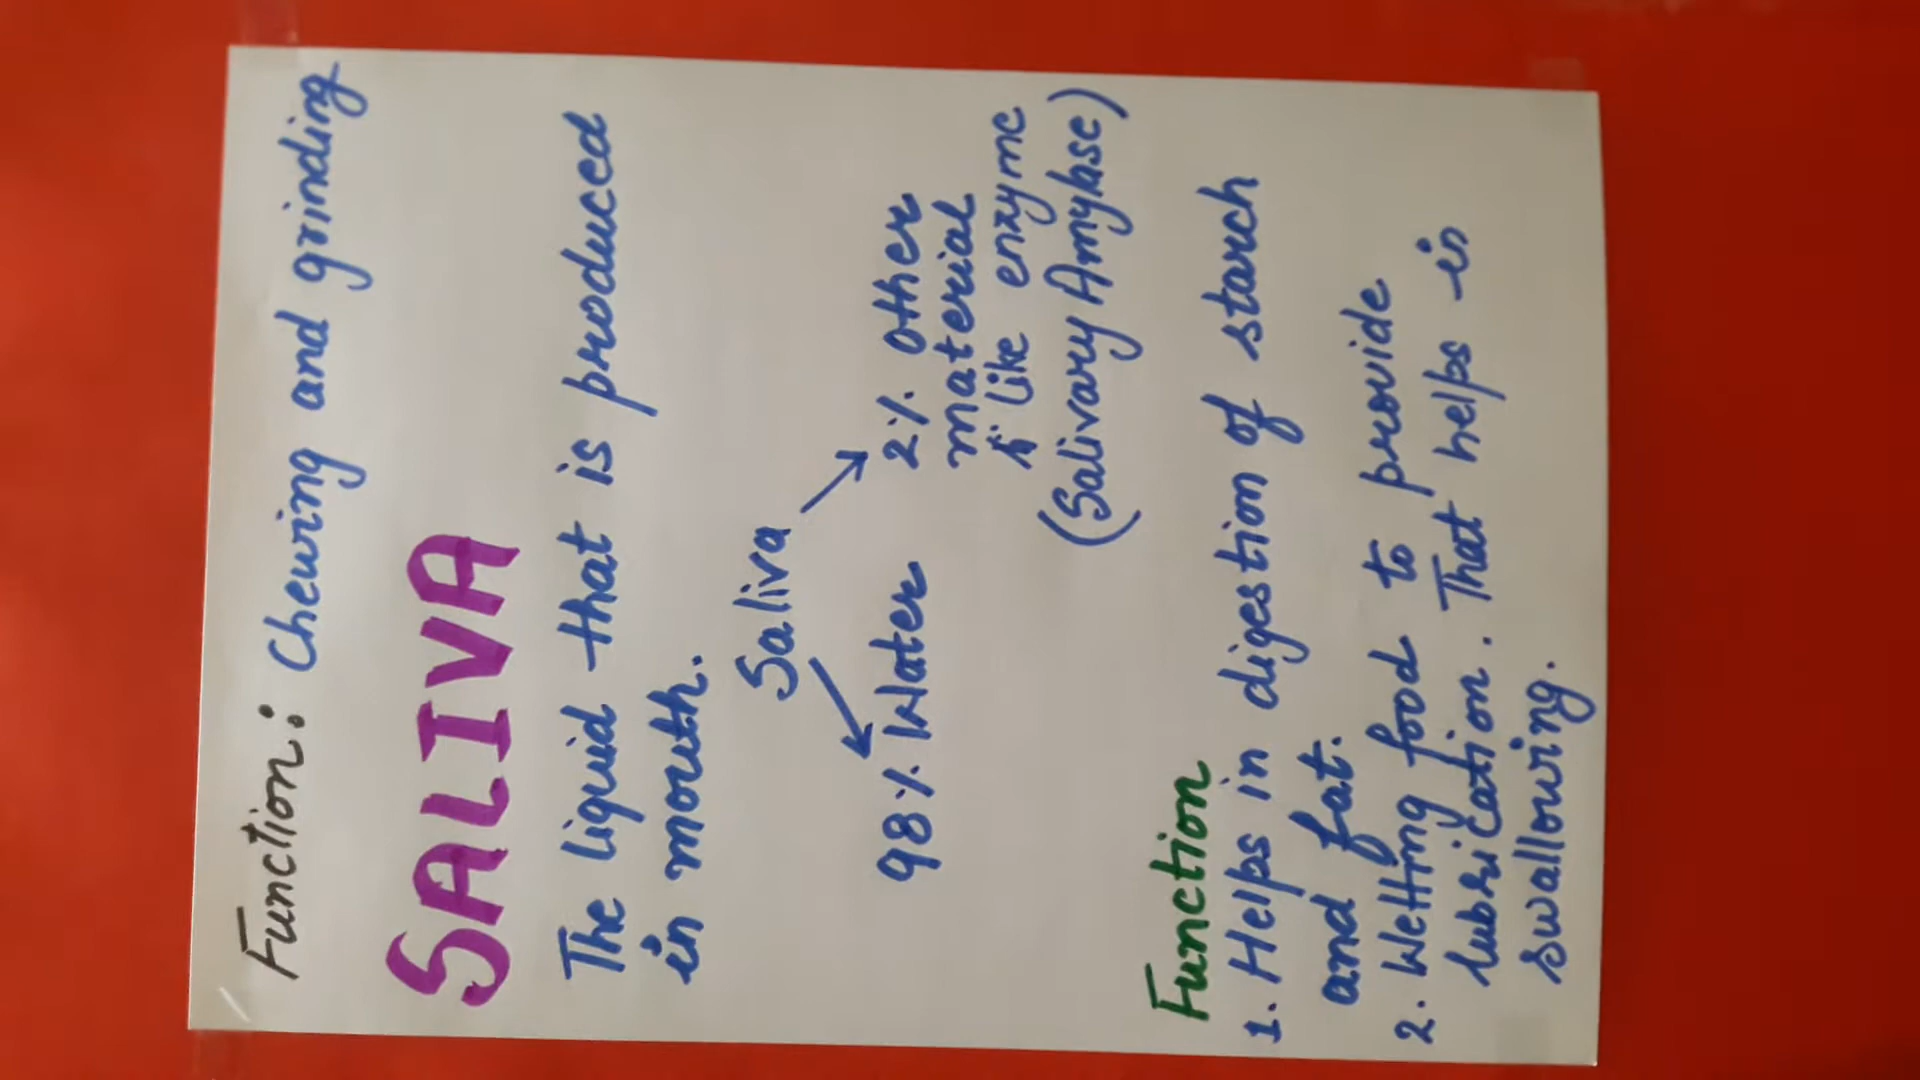 Function: Chewing and grinding
SALIVA
The liquid that is produced
in mouth.
Saliva
98% Water
2% other
material
like enzyme
(Salivary Amylase)
Function
1. Helps in digestion of starch
and fat.
2. Wetting food to provide
lubrication. That helps in
swallowing.